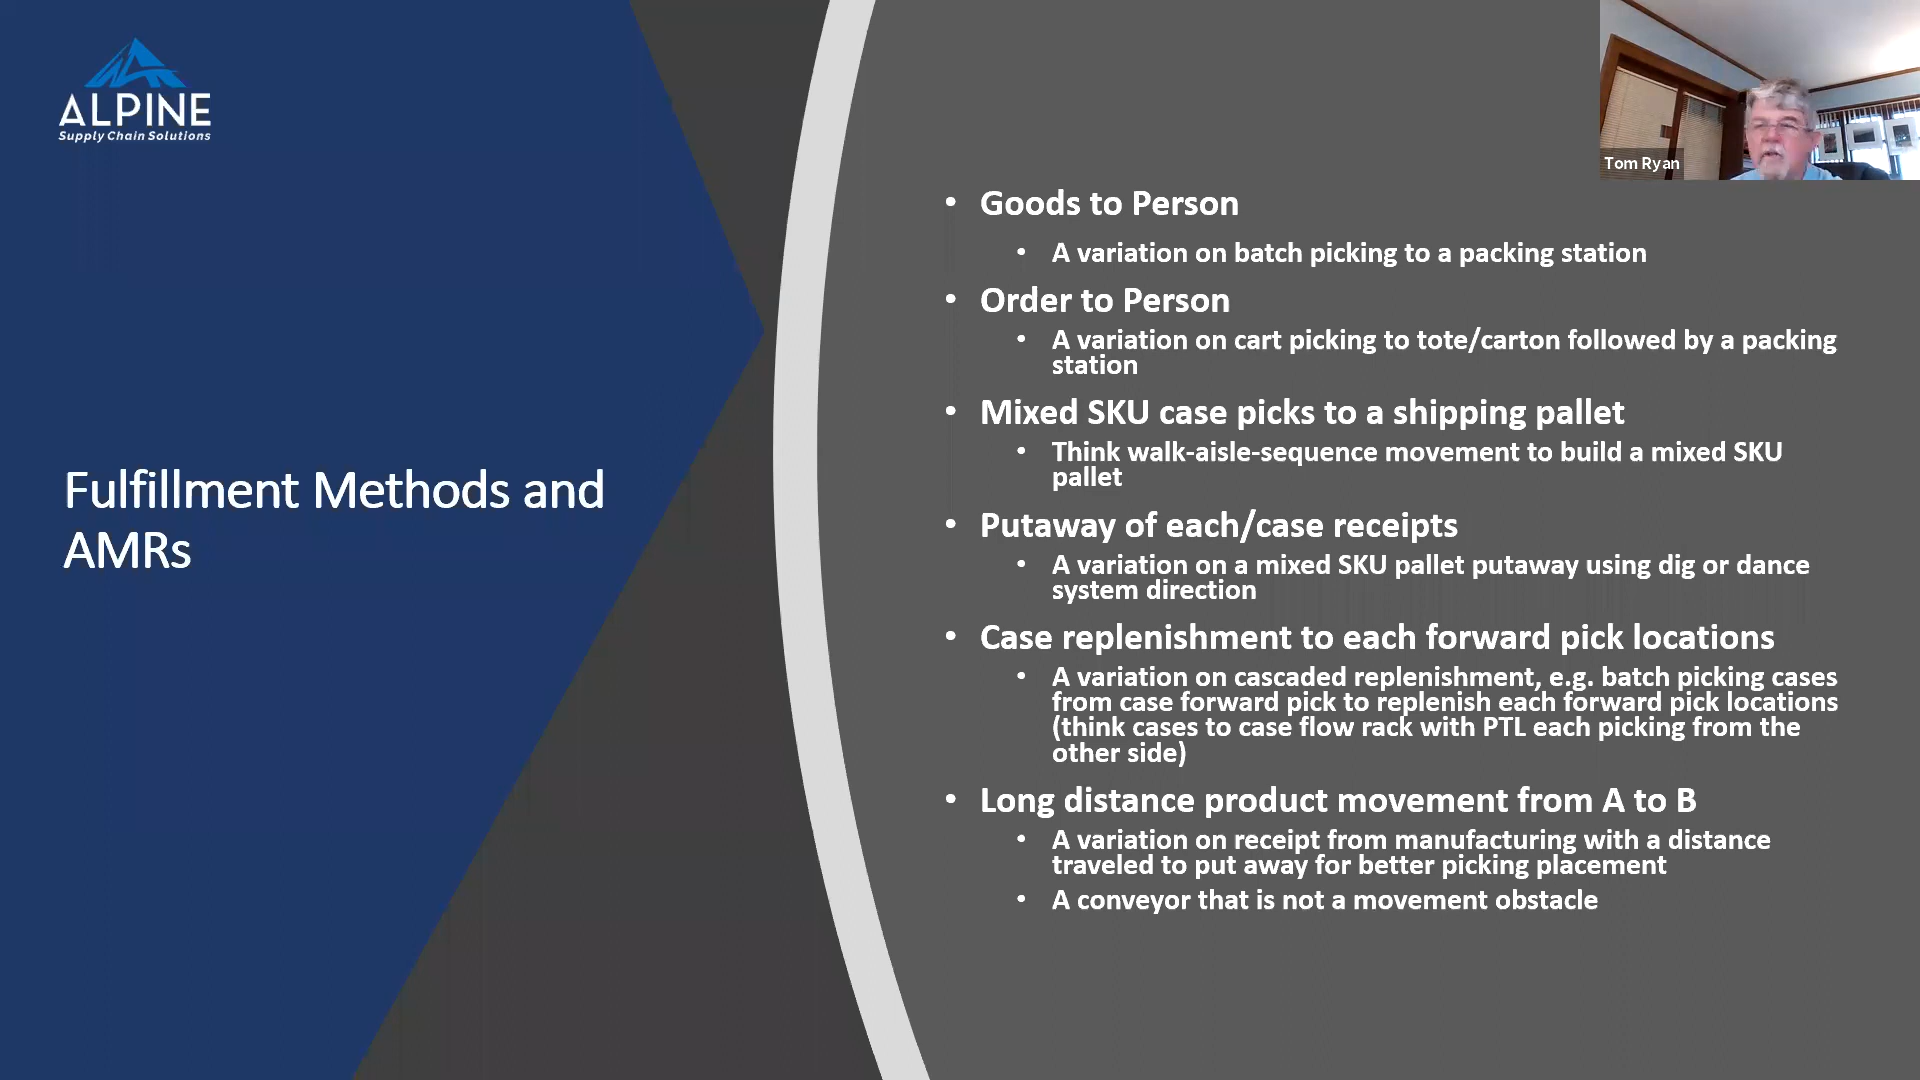 ALPINE
Supply Chain Solutions
Fulfillment Methods and
AMRs
Tom Ryan
• Goods to Person
• A variation on batch picking to a packing station
• Order to Person
• A variation on cart picking to tote/carton followed by a packing
station
• Mixed SKU case picks to a shipping pallet
• Think walk-aisle-sequence movement to build a mixed SKU
pallet
• Putaway of each/case receipts
• A variation on a mixed SKU pallet putaway using dig or dance
system direction
• Case replenishment to each forward pick locations
• A variation on cascaded replenishment, e.g. batch picking cases
from case forward pick to replenish each forward pick locations
(think cases to case flow rack with PTL each picking from the
other side)
• Long distance product movement from A to B
• A variation on receipt from manufacturing with a distance
traveled to put away for better picking placement
• A conveyor that is not a movement obstacle